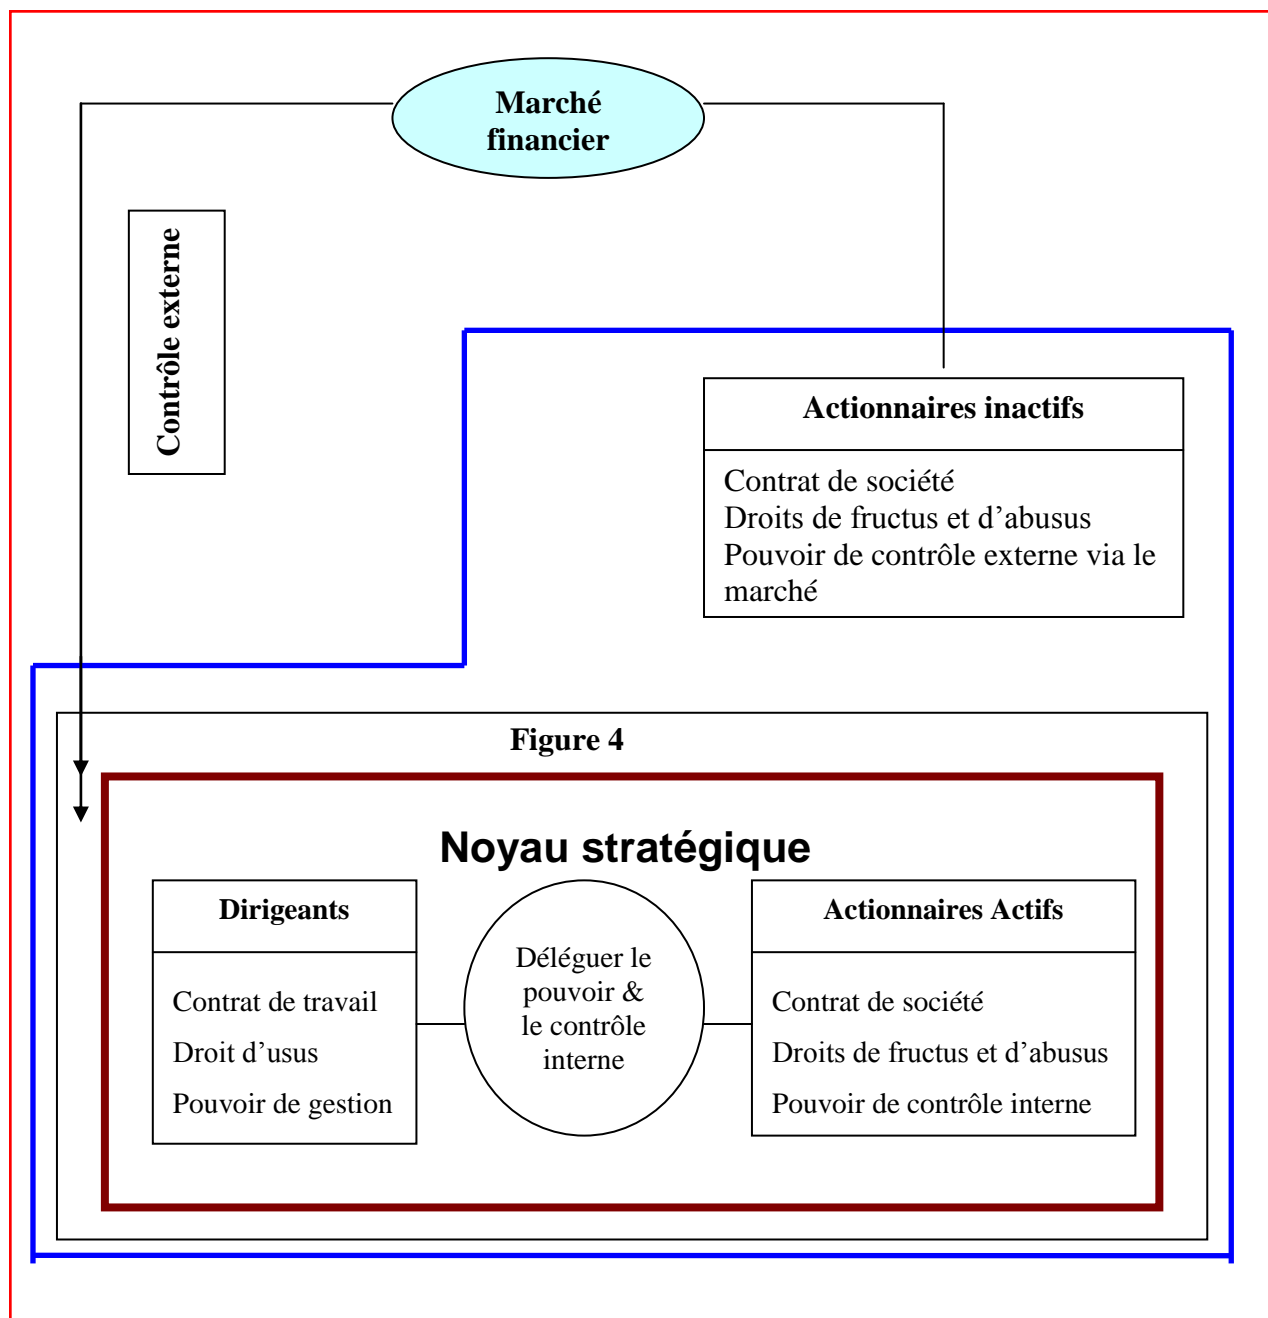 Marché
financier
Contrôle externe
Actionnaires inactifs
Contrat de société
Droits de fructus et d’abusus
Pouvoir de contrôle externe via le
marché
Figure 4
Noyau stratégique
Dirigeants
Contrat de travail
Droit d’usus
Pouvoir de gestion
Déléguer le
pouvoir &
le contrôle
interne
Actionnaires Actifs
Contrat de société
Droits de fructus et d’abusus
Pouvoir de contrôle interne